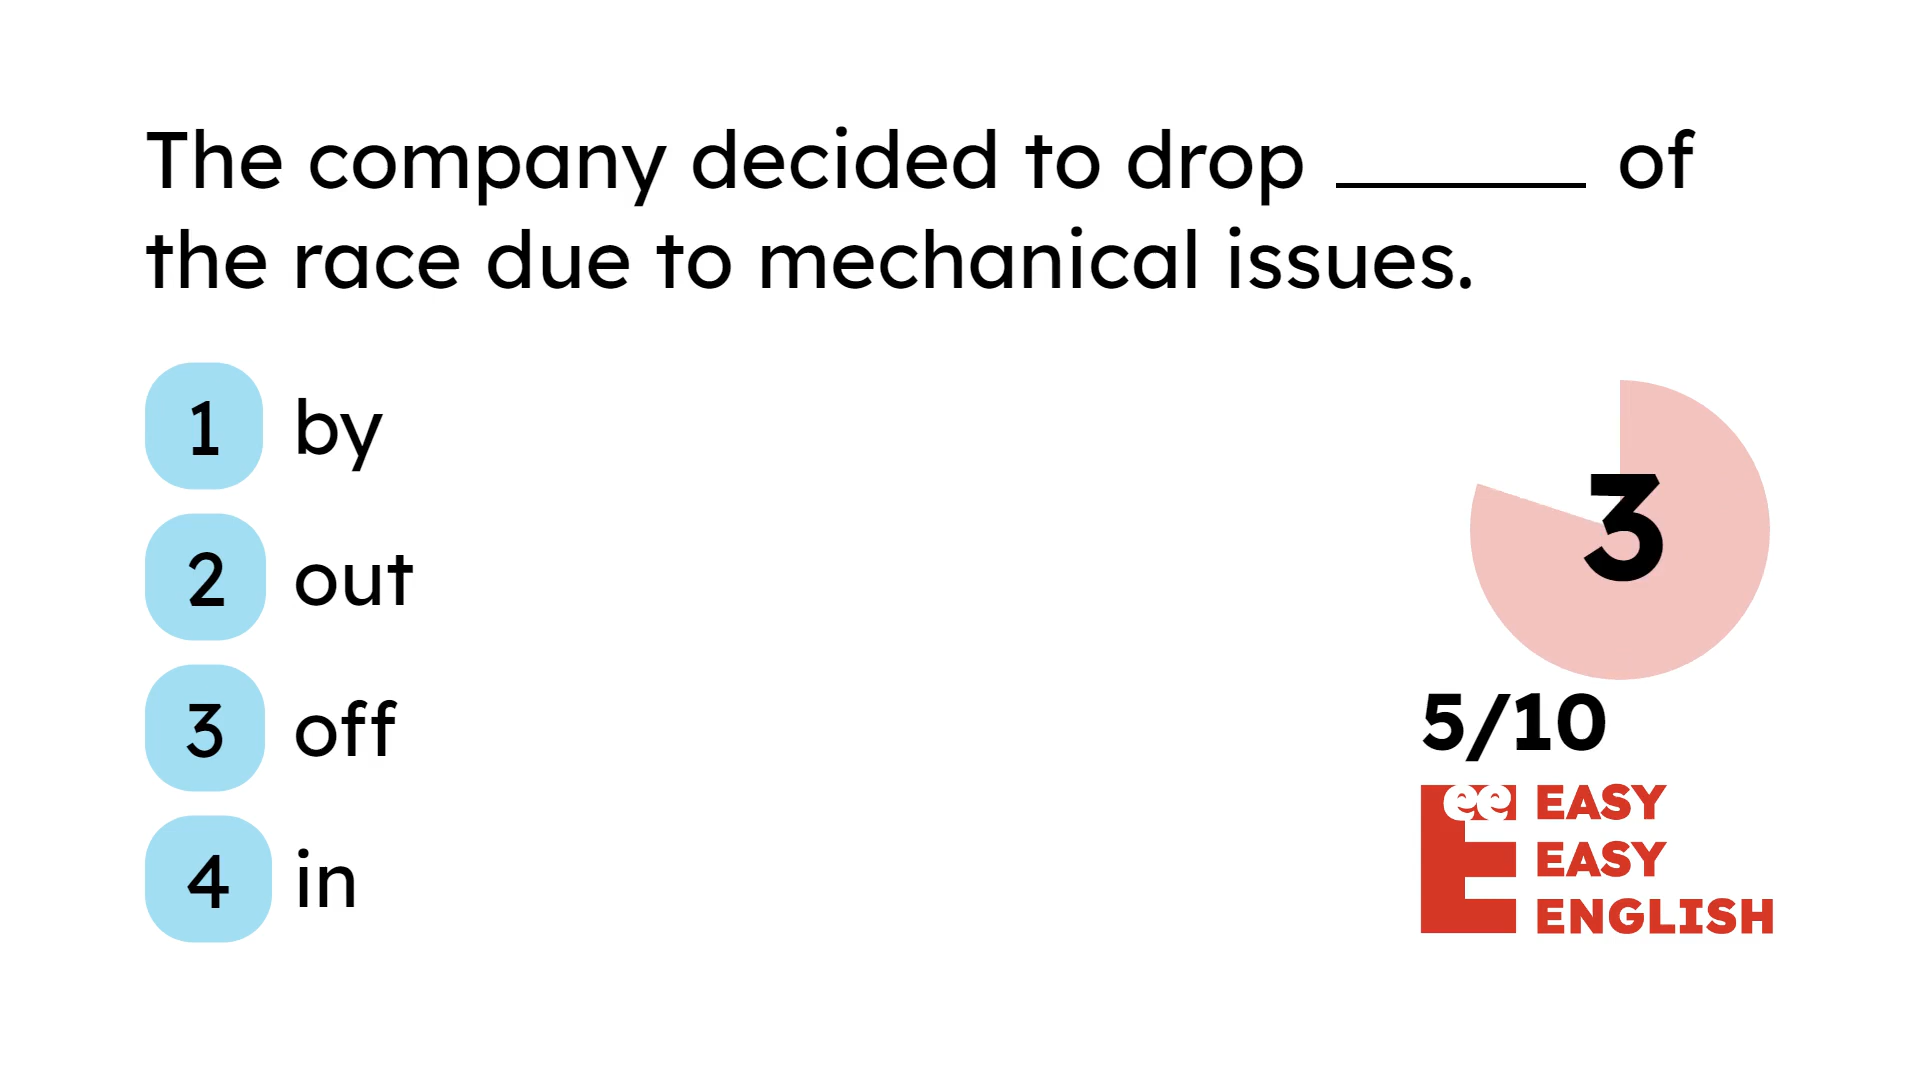 The company decided to drop ______ of
the race due to mechanical issues.
1 by
2 out
3 off
4 in
3
5/10
ee EASY
EASY
ENGLISH